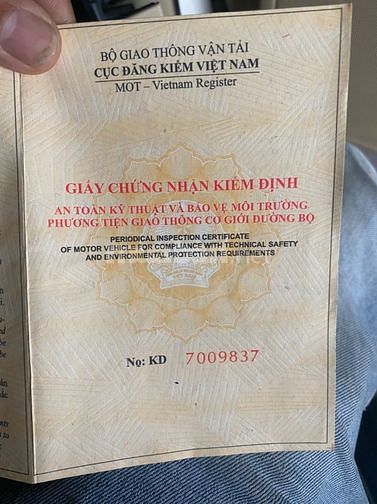 BỘ GIAO THÔNG VẬN TẢI
CỤC ĐĂNG KIỂM VIỆT NAM
MOT – Vietnam Register
GIẤY CHỨNG NHẬN KIỂM ĐỊNH
AN TOÀN KỸ THUẬT VÀ BẢO VỆ MÔI TRƯỜNG
PHƯƠNG TIỆN GIAO THÔNG CƠ GIỚI ĐƯỜNG BỘ
PERIODICAL INSPECTION CERTIFICATE
OF MOTOR VEHICLE FOR COMPLIANCE WITH TECHNICAL SAFETY
AND ENVIRONMENTAL PROTECTION REQUIREMENTS
Nọ: KD 7009837